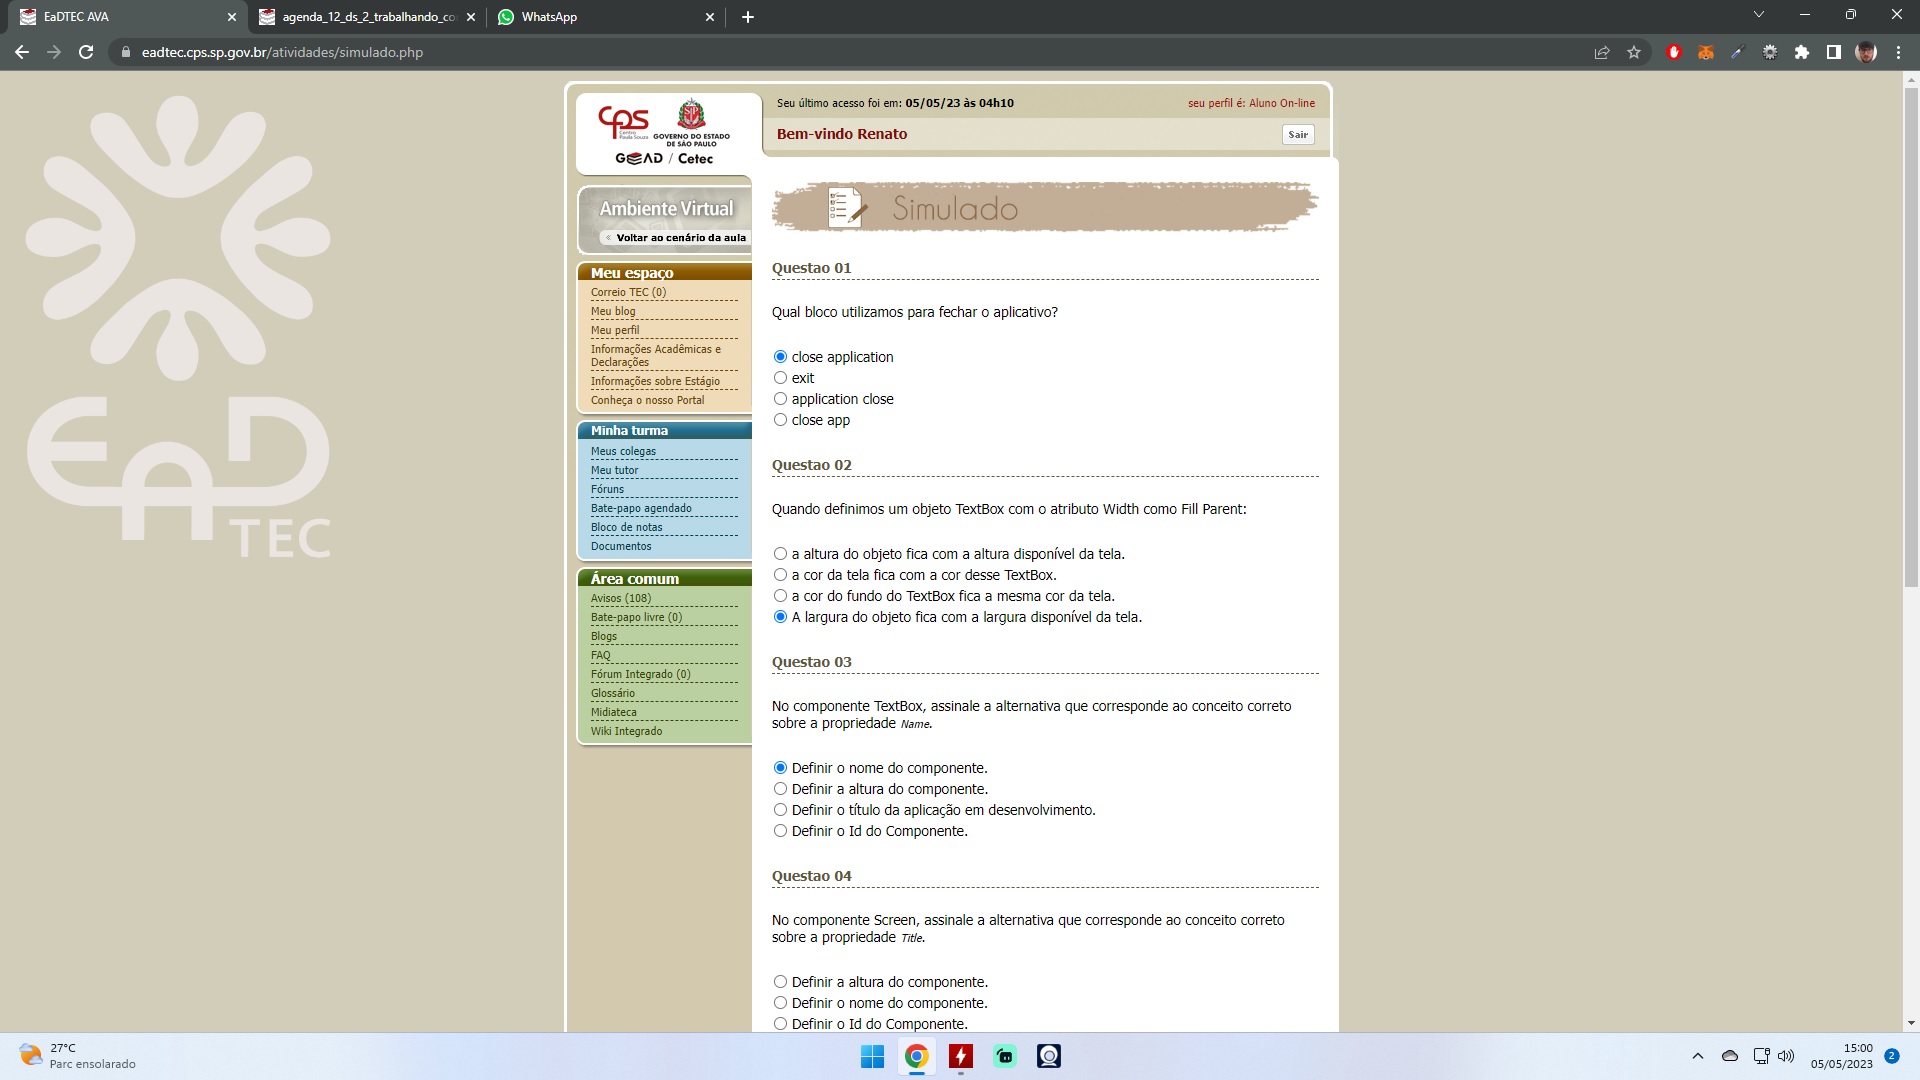 EaDTEC AVA
agenda_12_ds_2_trabalhando_co
WhatsApp
eadtec.cps.sp.gov.br/atividades/simulado.php
EaD
TEC
CPS
Centro
Paula Souza
GOVERNO DO ESTADO
DE SÃO PAULO
GEEAD / Cetec
Seu último acesso foi em: 05/05/23 às 04h10
seu perfil é: Aluno On-line
Bem-vindo Renato
Sair
Ambiente Virtual
« Voltar ao cenário da aula
Meu espaço
Correio TEC (0)
Meu blog
Meu perfil
Informações Acadêmicas e
Declarações
Informações sobre Estágio
Conheça o nosso Portal
Minha turma
Meus colegas
Meu tutor
Fóruns
Bate-papo agendado
Bloco de notas
Documentos
Área comum
Avisos (108)
Bate-papo livre (0)
Blogs
FAQ
Fórum Integrado (0)
Glossário
Midiateca
Wiki Integrado
Simulado
Questao 01
Qual bloco utilizamos para fechar o aplicativo?
close application
exit
application close
close app
Questao 02
Quando definimos um objeto TextBox com o atributo Width como Fill Parent:
a altura do objeto fica com a altura disponível da tela.
a cor da tela fica com a cor desse TextBox.
a cor do fundo do TextBox fica a mesma cor da tela.
A largura do objeto fica com a largura disponível da tela.
Questao 03
No componente TextBox, assinale a alternativa que corresponde ao conceito correto
sobre a propriedade Name.
Definir o nome do componente.
Definir a altura do componente.
Definir o título da aplicação em desenvolvimento.
Definir o Id do Componente.
Questao 04
No componente Screen, assinale a alternativa que corresponde ao conceito correto
sobre a propriedade Title.
Definir a altura do componente.
Definir o nome do componente.
Definir o Id do Componente.
27°C
Parc ensolarado
15:00
05/05/2023
2